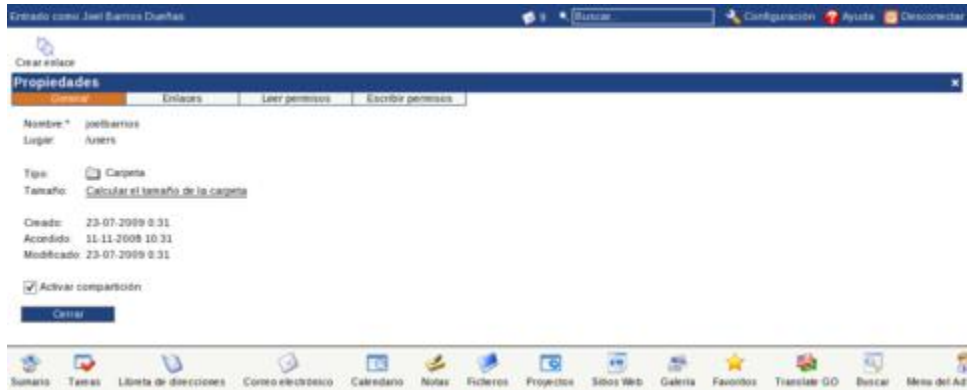 Entrado como Joel Barrios Dueñas
Buscar...
Configuración Ayuda Desconectar
Crear enlace
Propiedades
General Enlaces Leer permisos Escribir permisos
Nombre:* joelbarrios
Lugar: /users
Tipo: Carpeta
Tamaño: Calcular el tamaño de la carpeta
Creado: 23-07-2009 0:31
Accedido: 11-11-2009 10:31
Modificado: 23-07-2009 0:31
Activar compartición
Cerrar
Sumario Tareas Libreta de direcciones Correo electrónico Calendario Notas Ficheros Proyectos Sitios Web Galería Favoritos Translate GO Buscar Menu del